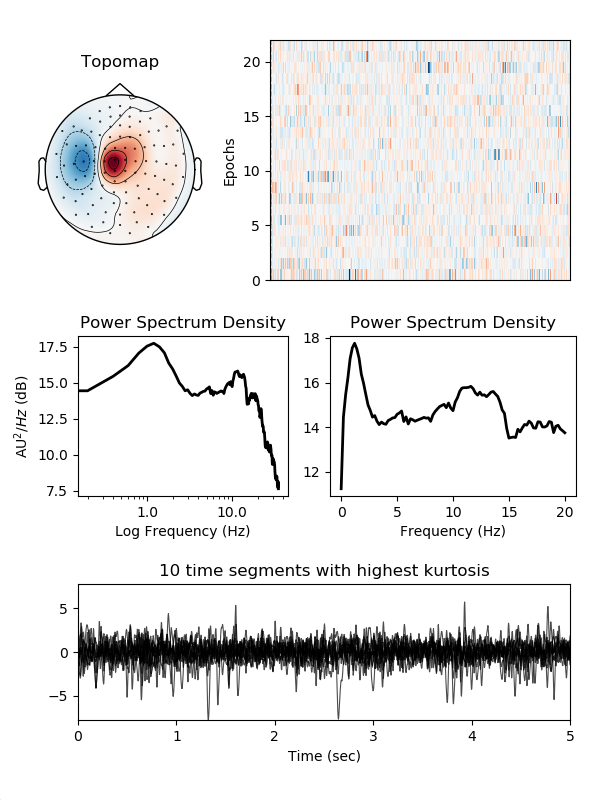 Topomap
Epochs
20
15
10
5
0
Power Spectrum Density
AU²/Hz (dB)
17.5
15.0
12.5
10.0
7.5
1.0 10.0
Log Frequency (Hz)
Power Spectrum Density
18
16
14
12
0 5 10 15 20
Frequency (Hz)
10 time segments with highest kurtosis
5
0
−5
0 1 2 3 4 5
Time (sec)